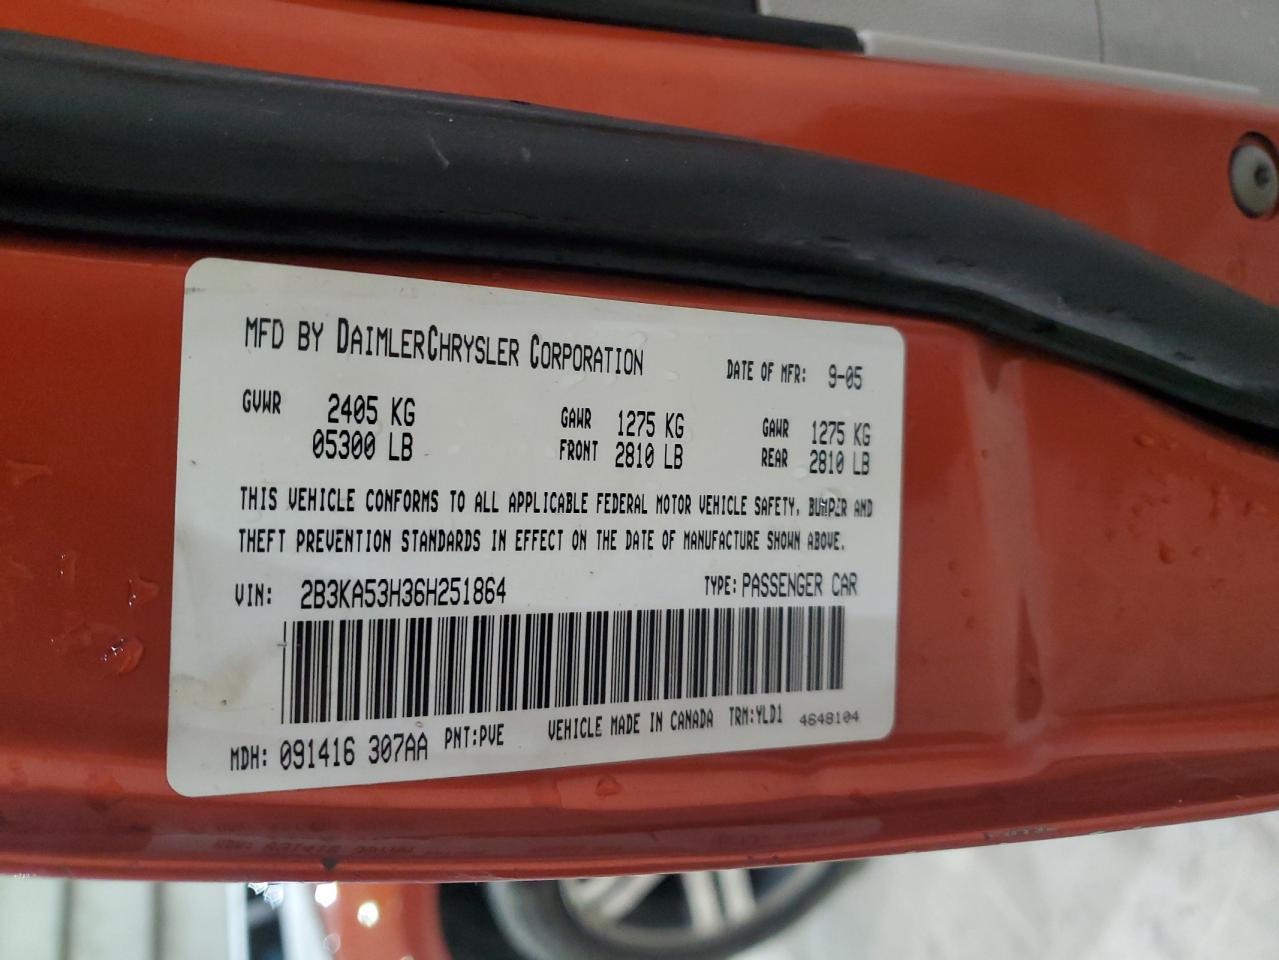 MFD BY DAIMLERCHRYSLER CORPORATION DATE OF MFR: 9-05
GVWR 2405 KG GAWR 1275 KG GAWR 1275 KG
05300 LB FRONT 2810 LB REAR 2810 LB
THIS VEHICLE CONFORMS TO ALL APPLICABLE FEDERAL MOTOR VEHICLE SAFETY, BUMPER AND
THEFT PREVENTION STANDARDS IN EFFECT ON THE DATE OF MANUFACTURE SHOWN ABOVE.
VIN: 2B3KA53H36H251864 TYPE: PASSENGER CAR
MDH: 091416 307AA PNT:PVE VEHICLE MADE IN CANADA TRM:YLD1 4648104